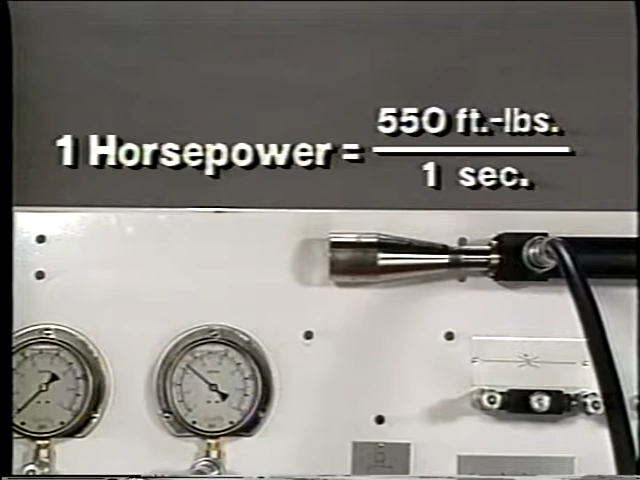 1 Horsepower = 550 ft.-lbs.
1 sec.